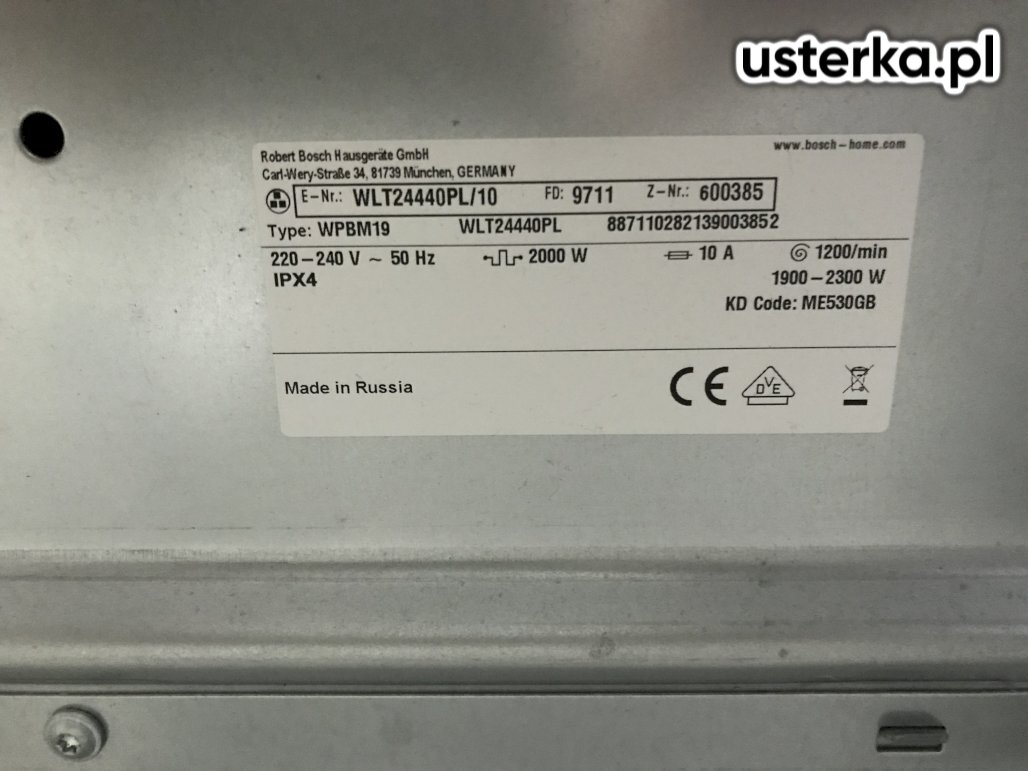 usterka.pl
Robert Bosch Hausgeräte GmbH
www.bosch-home.com
Carl-Wery-Straße 34, 81739 München, GERMANY
E-Nr.: WLT24440PL/10 FD: 9711 Z-Nr.: 600385
Type: WPBM19 WLT24440PL 887110282139003852
220-240 V ~ 50 Hz 2000 W 10 A 1200/min
IPX4 1900-2300 W
KD Code: ME530GB
Made in Russia CE DVE